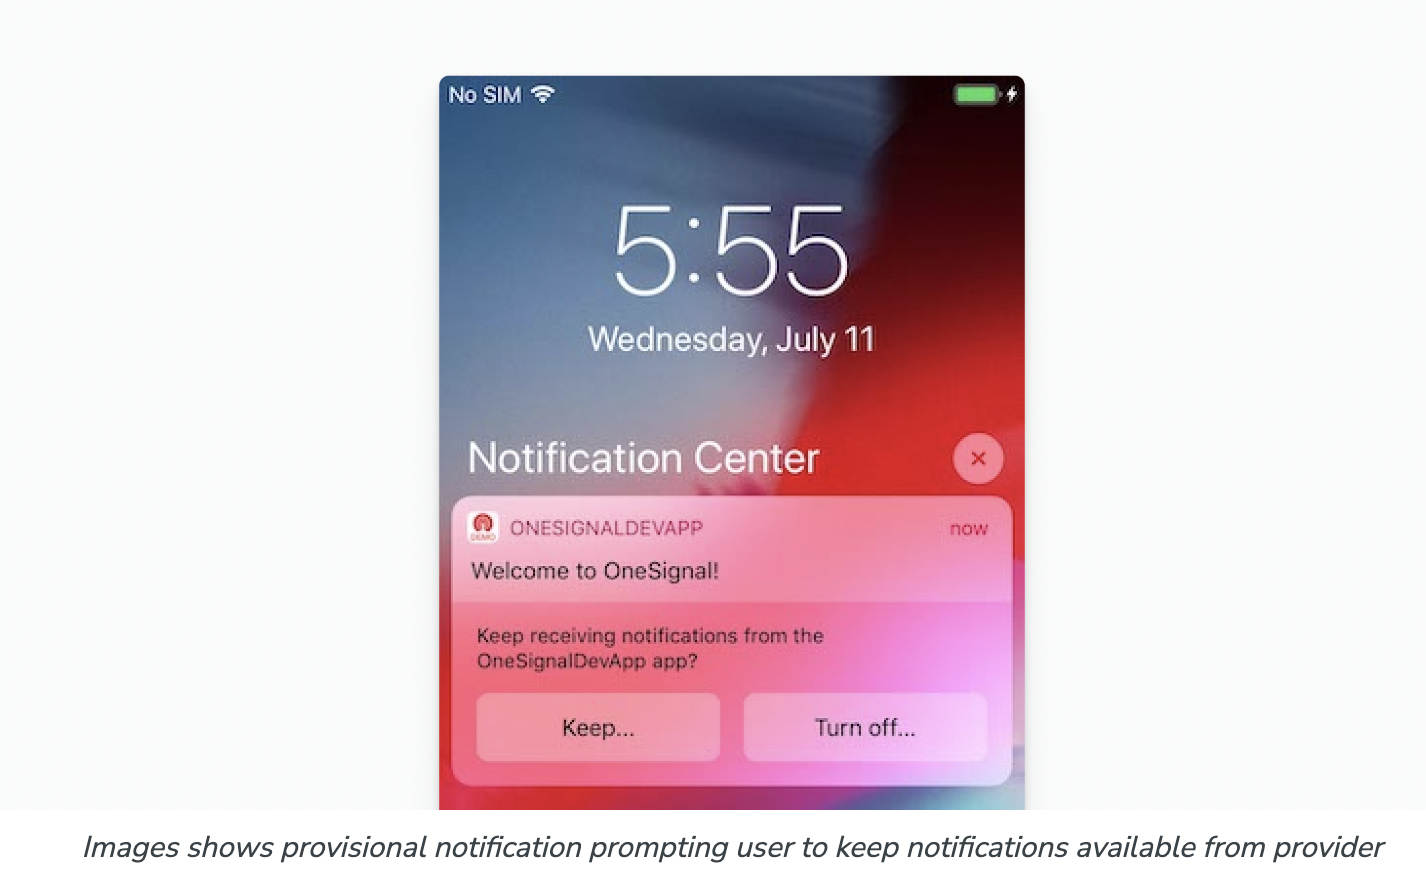 No SIM
5:55
Wednesday, July 11
Notification Center
DEMO
ONESIGNALDEVAPP
now
Welcome to OneSignal!
Keep receiving notifications from the
OneSignalDevApp app?
Keep...
Turn off...
Images shows provisional notification prompting user to keep notifications available from provider